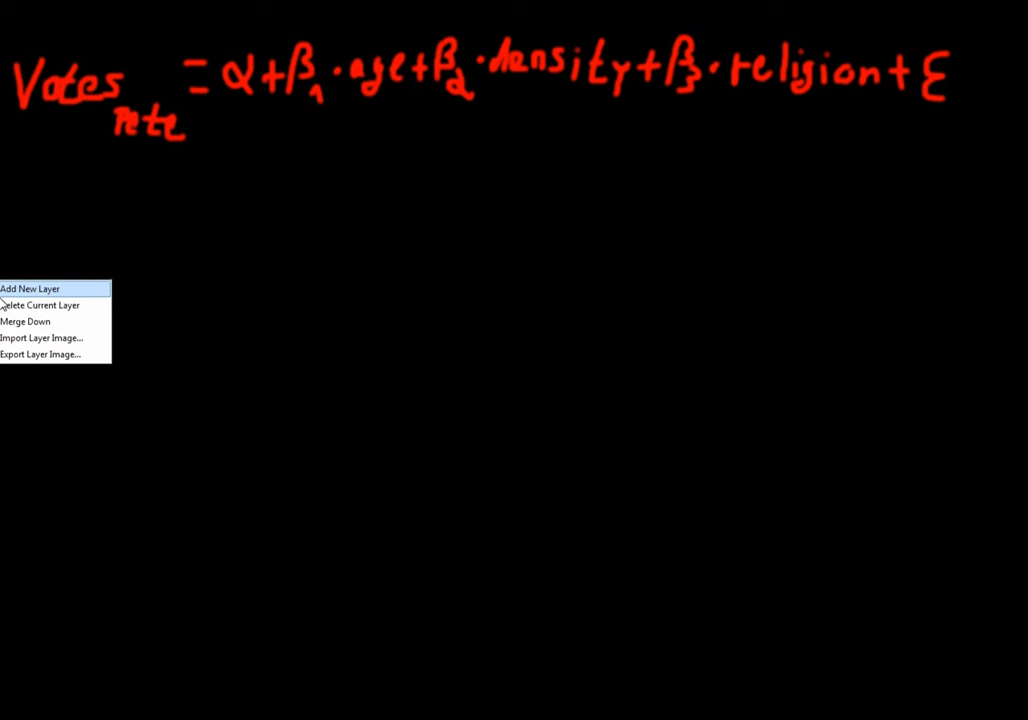 Votes = α + β1 · age + β2 · density + β3 · religion + ε
Pete
Add New Layer
elete Current Layer
Merge Down
Import Layer Image...
Export Layer Image...